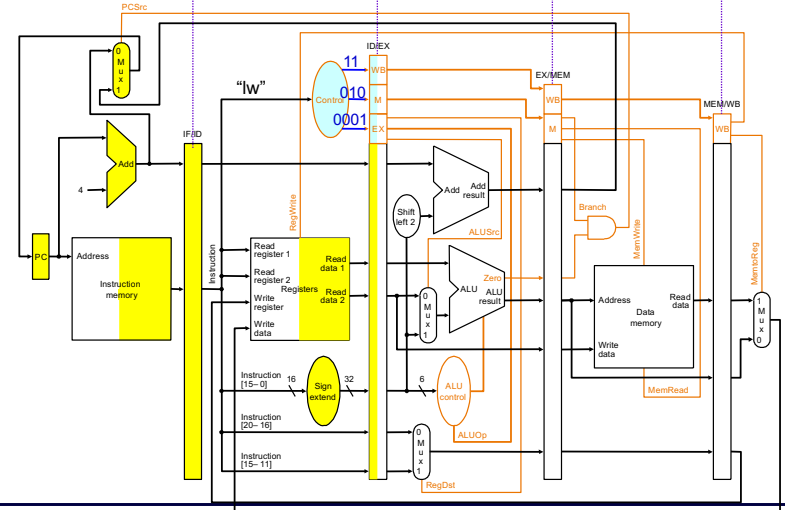 PCSrc
0
M
u
x
1
"lw"
Control
11
010
0001
ID/EX
WB
M
EX
EX/MEM
WB
M
MEM/WB
WB
IF/ID
Add
4
PC
Address
Instruction
memory
Instruction
RegWrite
Read
register 1
Read
register 2
Write
register
Write
data
Registers
Read
data 1
Read
data 2
Shift
left 2
Add
Add
result
ALUSrc
0
M
u
x
1
Zero
ALU
ALU
result
Branch
MemWrite
Address
Write
data
Read
data
Data
memory
MemRead
MemtoReg
1
M
u
x
0
Instruction
[15– 0]
16
Sign
extend
32
6
ALU
control
ALUOp
Instruction
[20– 16]
Instruction
[15– 11]
0
M
u
x
1
RegDst